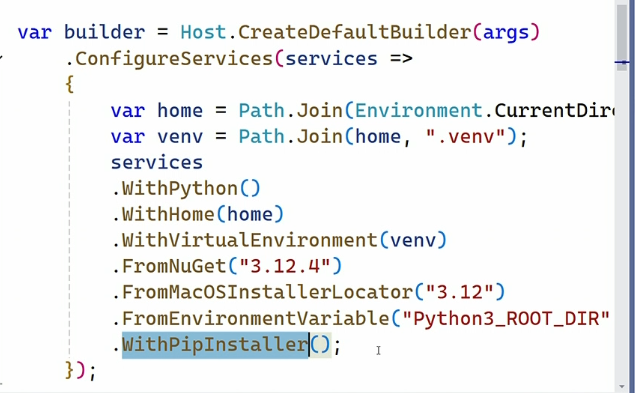 var builder = Host.CreateDefaultBuilder(args)
.ConfigureServices(services =>
{
var home = Path.Join(Environment.CurrentDire
var venv = Path.Join(home, ".venv");
services
.WithPython()
.WithHome(home)
.WithVirtualEnvironment(venv)
.FromNuGet("3.12.4")
.FromMacOSInstallerLocator("3.12")
.FromEnvironmentVariable("Python3_ROOT_DIR"
.WithPipInstaller();
});